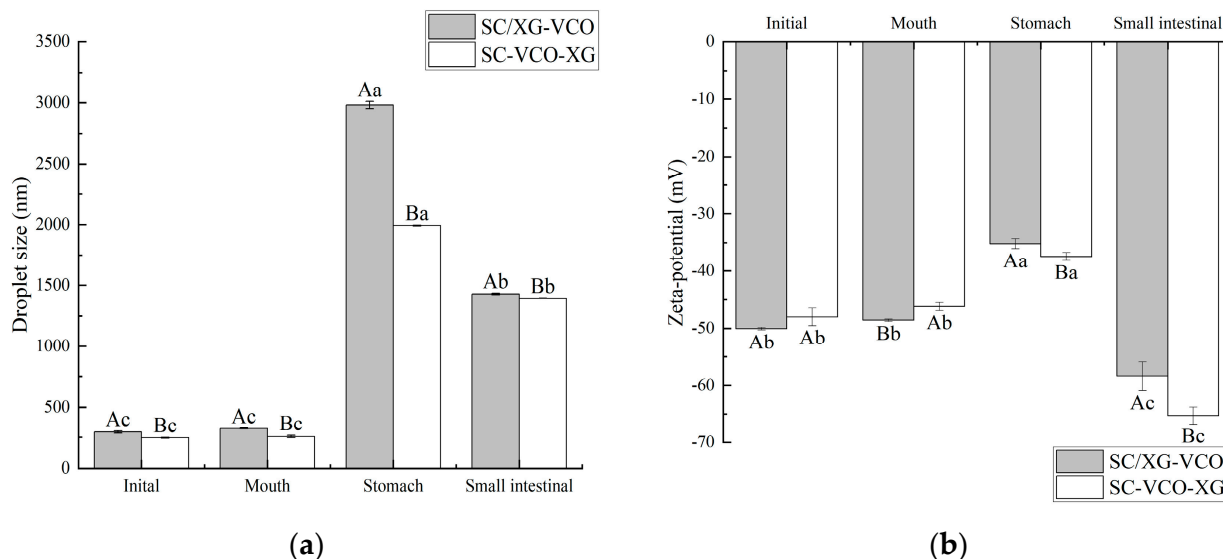 SC/XG-VCO
SC-VCO-XG
Droplet size (nm)
3500
3000
2500
2000
1500
1000
500
0
Aa
Ba
Ab
Bb
Ac
Bc
Ac
Bc
Inital
Mouth
Stomach
Small intestinal
(a)
Initial
Mouth
Stomach
Small intestinal
Zeta-potential (mV)
0
-10
-20
-30
-40
-50
-60
-70
Ab
Ab
Bb
Ab
Aa
Ba
Ac
Bc
SC/XG-VCO
SC-VCO-XG
(b)